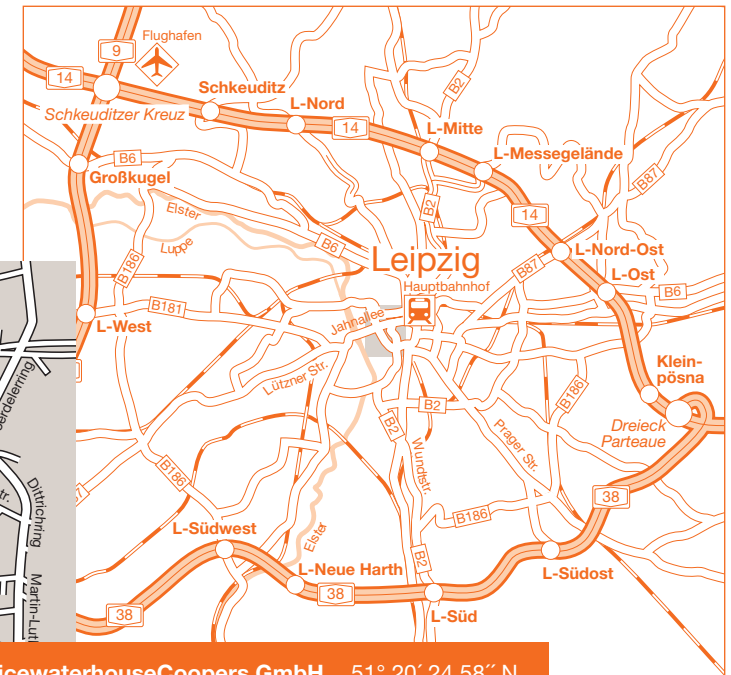 Flughafen
9
14
Schkeuditz
B2
Schkeuditzer Kreuz
L-Nord
14
L-Mitte
B6
L-Messegelände
Großkugel
B87
Elster
B2
14
Luppe
B6
L-Nord-Ost
B186
Leipzig
B87
L-Ost
Hauptbahnhof
B6
B181
Jahnallee
L-West
Klein-
pösna
Lützner Str.
B186
B2
Dreieck
Parteaue
B2
Prager Str.
Wundtstr.
B186
Dittrichring
38
B186
L-Südwest
Elster
B2
L-Neue Harth
L-Südost
38
38
L-Süd
icewaterhouseCoopers GmbH 51° 20´ 24,58´´ N